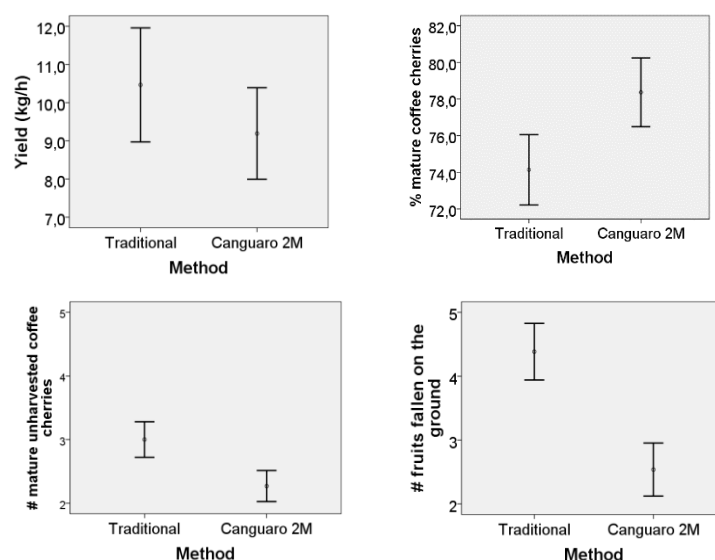 Yield (kg/h)
12,0
11,0
10,0
9,0
8,0
7,0
Traditional Canguaro 2M
Method
% mature coffee cherries
82,0
80,0
78,0
76,0
74,0
72,0
Traditional Canguaro 2M
Method
# mature unharvested coffee
cherries
5
4
3
2
Traditional Canguaro 2M
Method
# fruits fallen on the
ground
5
4
3
2
Traditional Canguaro 2M
Method